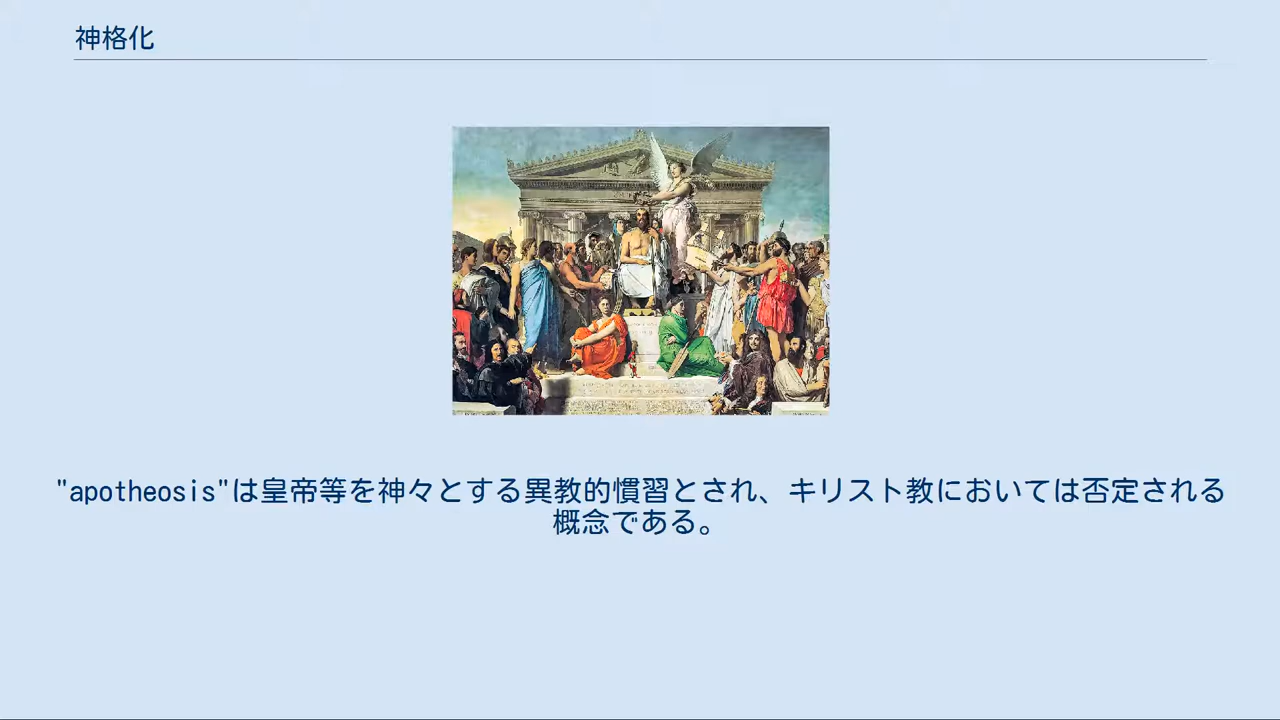 神格化
"apotheosis"は皇帝等を神々とする異教的慣習とされ、キリスト教においては否定される
概念である。